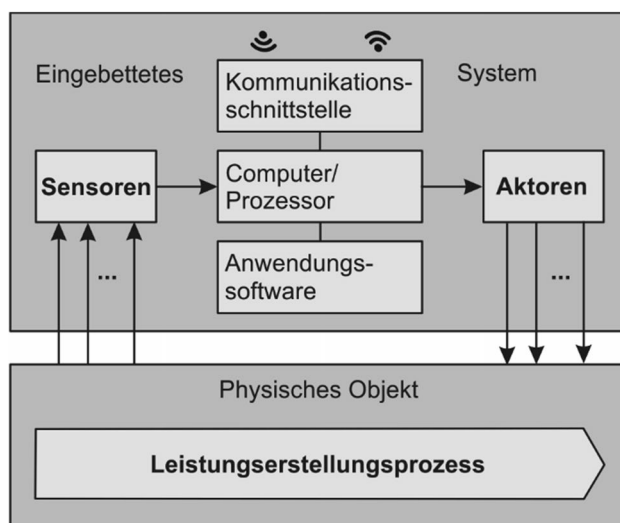 Eingebettetes
System
Kommunikations-
schnittstelle
Sensoren
Computer/
Prozessor
Aktoren
...
Anwendungs-
software
...
Physisches Objekt
Leistungserstellungsprozess